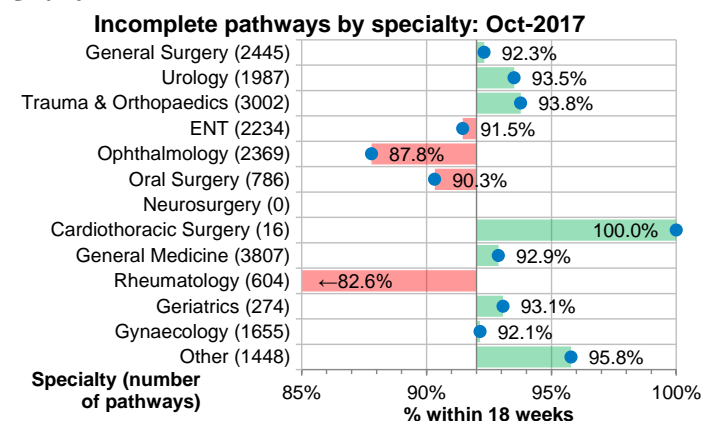 Incomplete pathways by specialty: Oct-2017
General Surgery (2445) 92.3%
Urology (1987) 93.5%
Trauma & Orthopaedics (3002) 93.8%
ENT (2234) 91.5%
Ophthalmology (2369) 87.8%
Oral Surgery (786) 90.3%
Neurosurgery (0)
Cardiothoracic Surgery (16) 100.0%
General Medicine (3807) 92.9%
Rheumatology (604) ←82.6%
Geriatrics (274) 93.1%
Gynaecology (1655) 92.1%
Other (1448) 95.8%
Specialty (number
of pathways)
85% 90% 95% 100%
% within 18 weeks